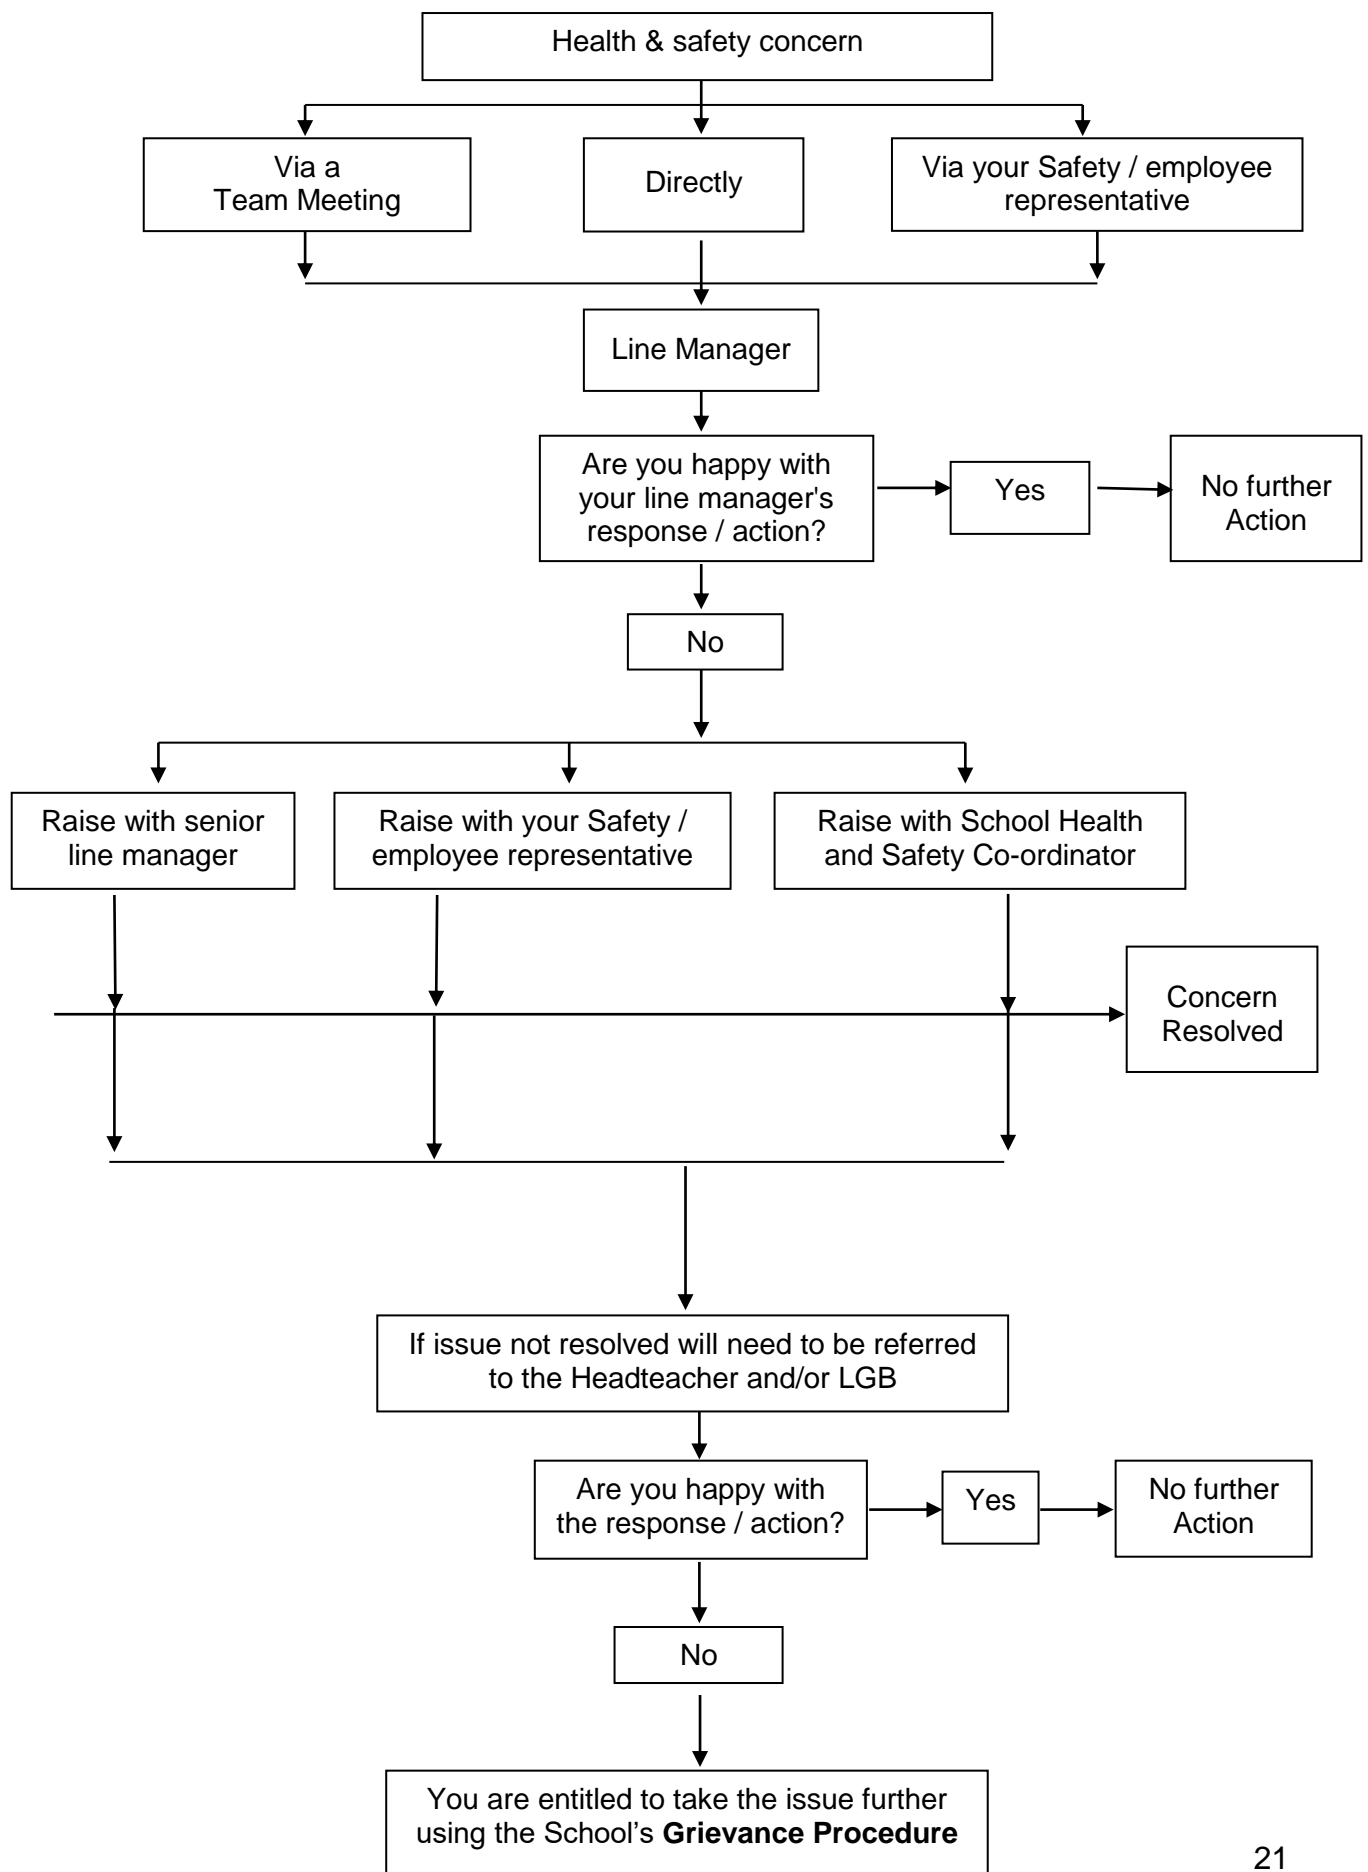 Health & safety concern
Via a
Team Meeting
Directly
Via your Safety / employee
representative
Line Manager
Are you happy with
your line manager's
response / action?
Yes
No further
Action
No
Raise with senior
line manager
Raise with your Safety /
employee representative
Raise with School Health
and Safety Co-ordinator
Concern
Resolved
If issue not resolved will need to be referred
to the Headteacher and/or LGB
Are you happy with
the response / action?
Yes
No further
Action
No
You are entitled to take the issue further
using the School’s Grievance Procedure
21